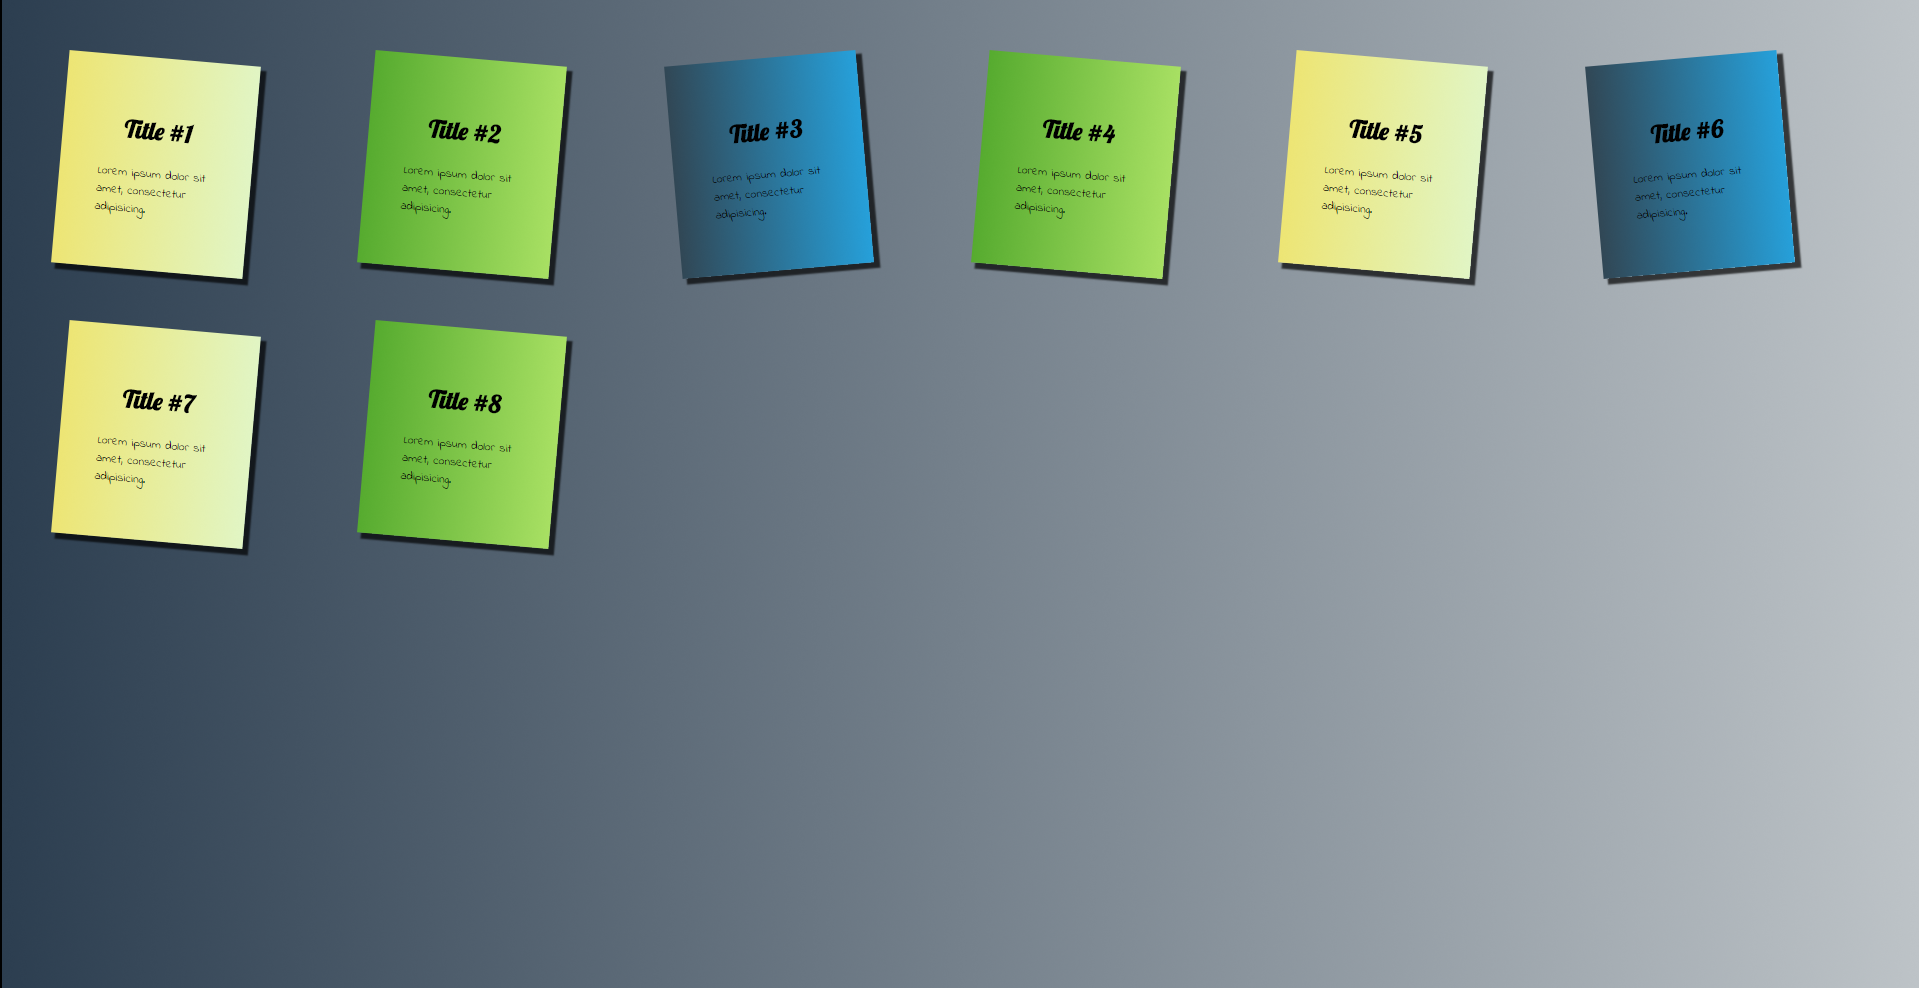 Title #1
Lorem ipsum dolor sit
amet, consectetur
adipisicing.
Title #2
Lorem ipsum dolor sit
amet, consectetur
adipisicing.
Title #3
Lorem ipsum dolor sit
amet, consectetur
adipisicing.
Title #4
Lorem ipsum dolor sit
amet, consectetur
adipisicing.
Title #5
Lorem ipsum dolor sit
amet, consectetur
adipisicing.
Title #6
Lorem ipsum dolor sit
amet, consectetur
adipisicing.
Title #7
Lorem ipsum dolor sit
amet, consectetur
adipisicing.
Title #8
Lorem ipsum dolor sit
amet, consectetur
adipisicing.